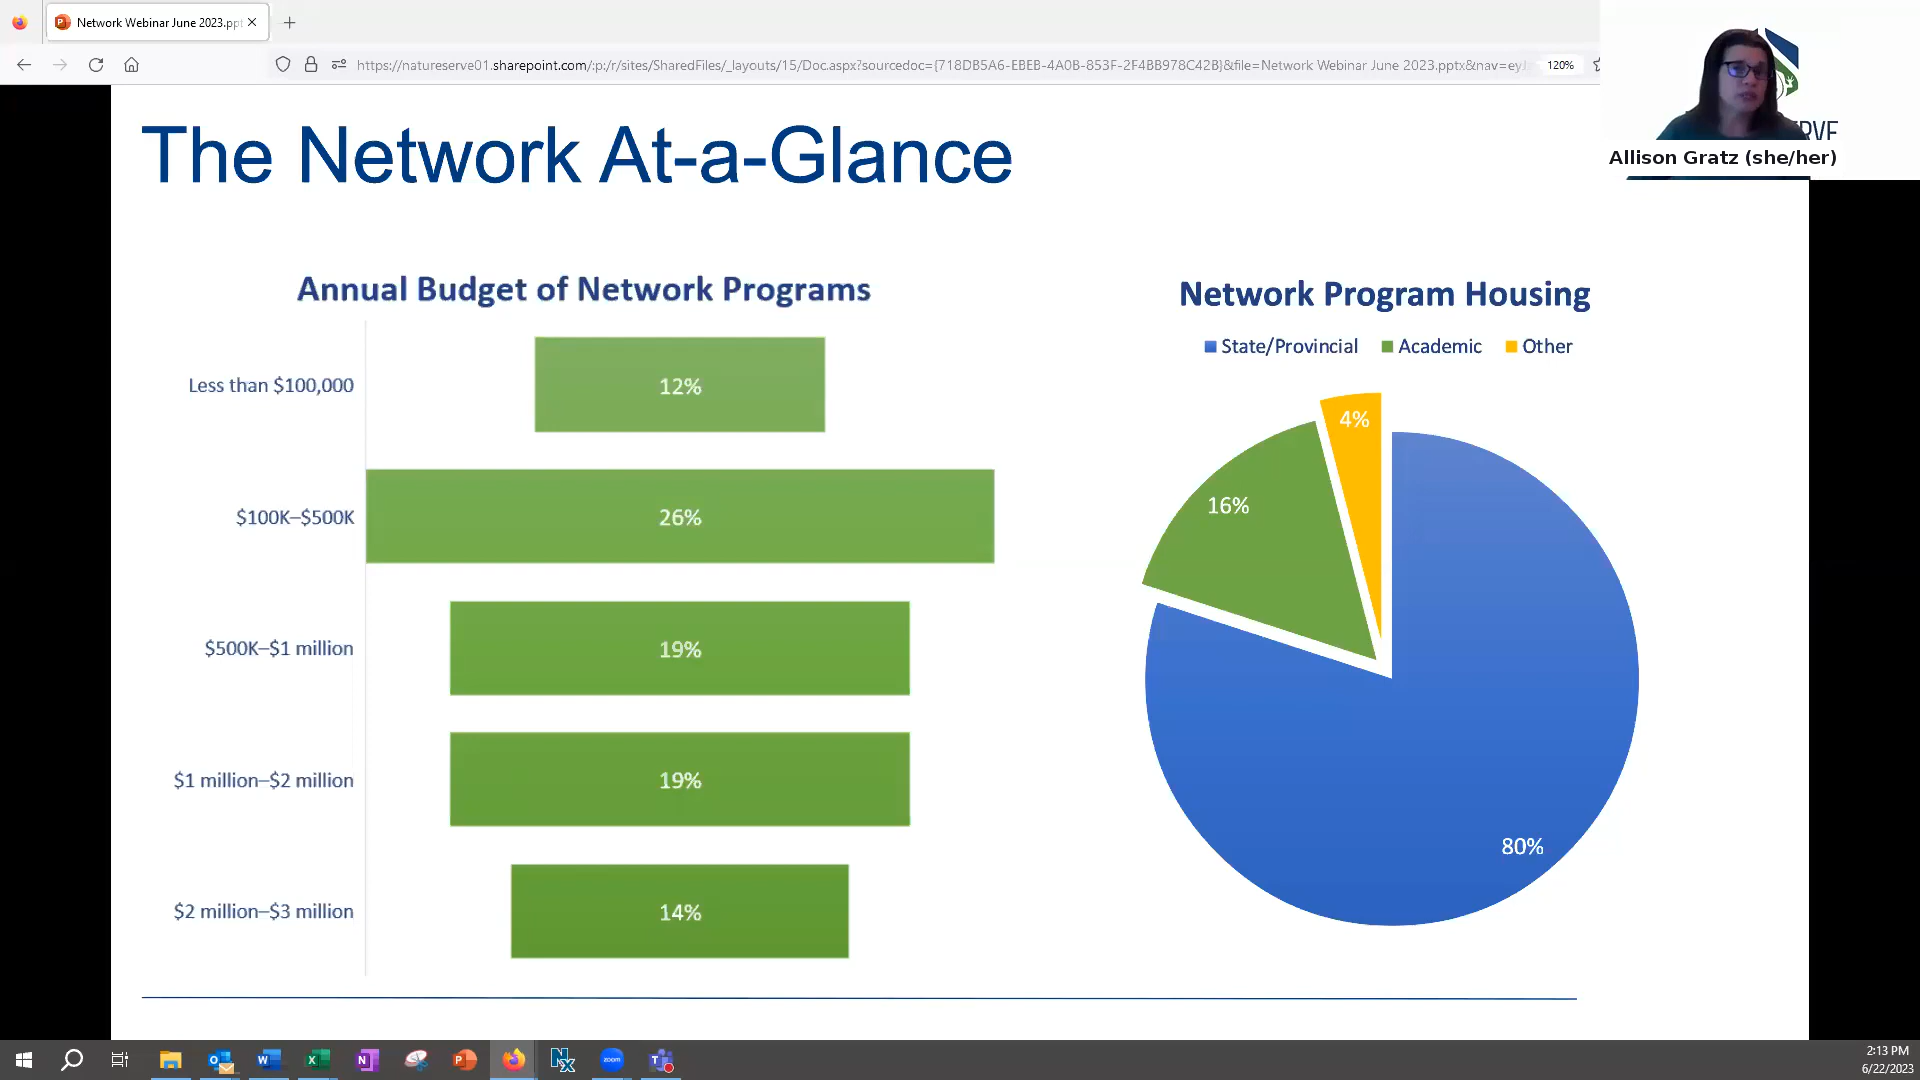 Network Webinar June 2023.ppt
https://natureserve01.sharepoint.com/:p:/r/sites/SharedFiles/_layouts/15/Doc.aspx?sourcedoc={718DB5A6-EBEB-4A0B-853F-2F4BB978C42B}&file=Network Webinar June 2023.pptx&nav=eyJ
120%
ERVE
Allison Gratz (she/her)
The Network At-a-Glance
Annual Budget of Network Programs
Less than $100,000
12%
$100K–$500K
26%
$500K–$1 million
19%
$1 million–$2 million
19%
$2 million–$3 million
14%
Network Program Housing
State/Provincial Academic Other
4%
16%
80%
zoom
2:13 PM
6/22/2023